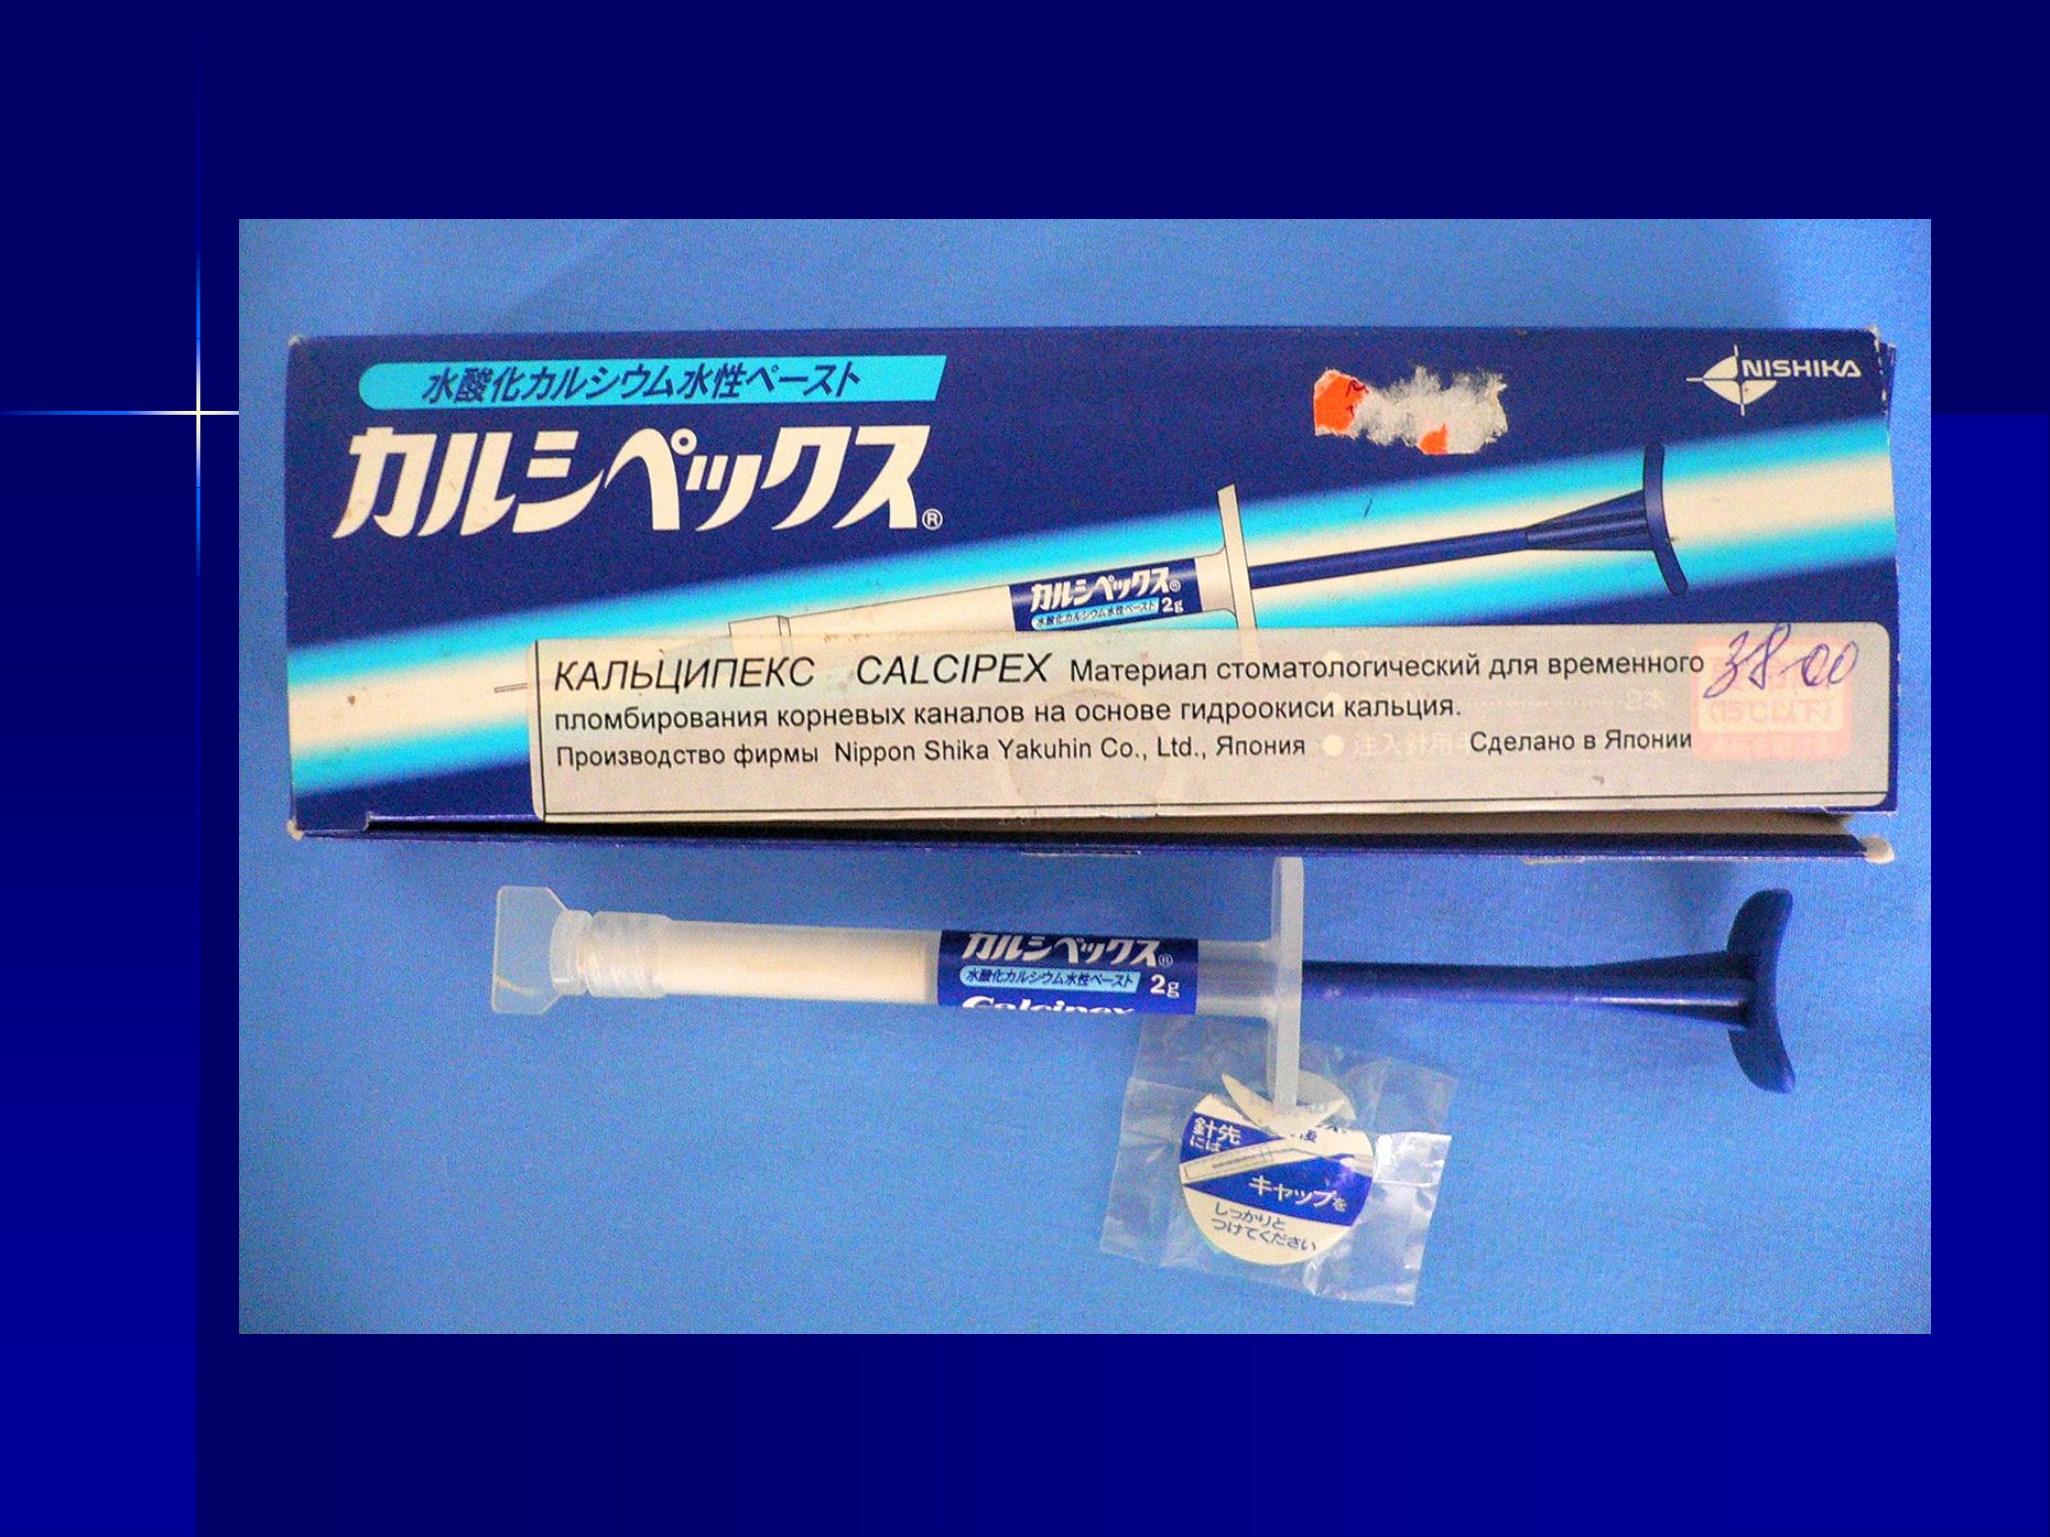 水酸化カルシウム水性ペースト
NISHIKA
カルシペックス®
カルシペックス®
水酸化カルシウム水性ペースト 2g
КАЛЬЦИПЕКС CALCIPEX Материал стоматологический для временного
38-00
пломбирования корневых каналов на основе гидроокиси кальция.
Производство фирмы Nippon Shika Yakuhin Co., Ltd., Япония
Сделано в Японии
(15℃以下)
カルシペックス®
水酸化カルシウム水性ペースト 2g
Calcipex
針先
には
キャップを
しっかりと
つけてください